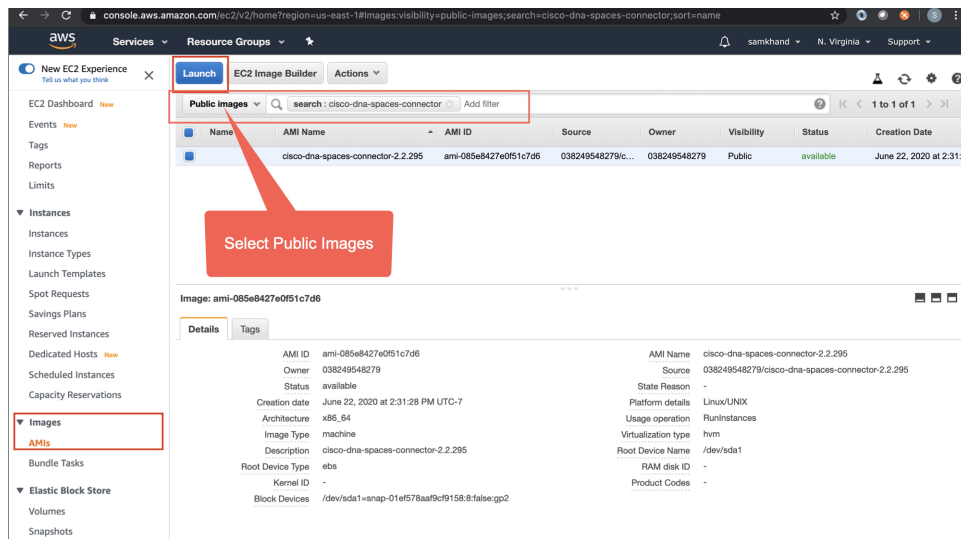 console.aws.amazon.com/ec2/v2/home?region=us-east-1#Images:visibility=public-images;search=cisco-dna-spaces-connector;sort=name
S
aws Services Resource Groups samkhand N. Virginia Support
New EC2 Experience
Tell us what you think
EC2 Dashboard New
Events New
Tags
Reports
Limits
Instances
Instances
Instance Types
Launch Templates
Spot Requests
Savings Plans
Reserved Instances
Dedicated Hosts New
Scheduled Instances
Capacity Reservations
Images
AMIs
Bundle Tasks
Elastic Block Store
Volumes
Snapshots
Launch EC2 Image Builder Actions
Public images search : cisco-dna-spaces-connector Add filter 1 to 1 of 1
Name AMI Name AMI ID Source Owner Visibility Status Creation Date
cisco-dna-spaces-connector-2.2.295 ami-085e8427e0f51c7d6 038249548279/c... 038249548279 Public available June 22, 2020 at 2:31:
Select Public Images
Image: ami-085e8427e0f51c7d6
Details Tags
AMI ID ami-085e8427e0f51c7d6 AMI Name cisco-dna-spaces-connector-2.2.295
Owner 038249548279 Source 038249548279/cisco-dna-spaces-connector-2.2.295
Status available State Reason -
Creation date June 22, 2020 at 2:31:28 PM UTC-7 Platform details Linux/UNIX
Architecture x86_64 Usage operation RunInstances
Image Type machine Virtualization type hvm
Description cisco-dna-spaces-connector-2.2.295 Root Device Name /dev/sda1
Root Device Type ebs RAM disk ID -
Kernel ID - Product Codes -
Block Devices /dev/sda1=snap-01ef578aaf9cf9158:8:false:gp2